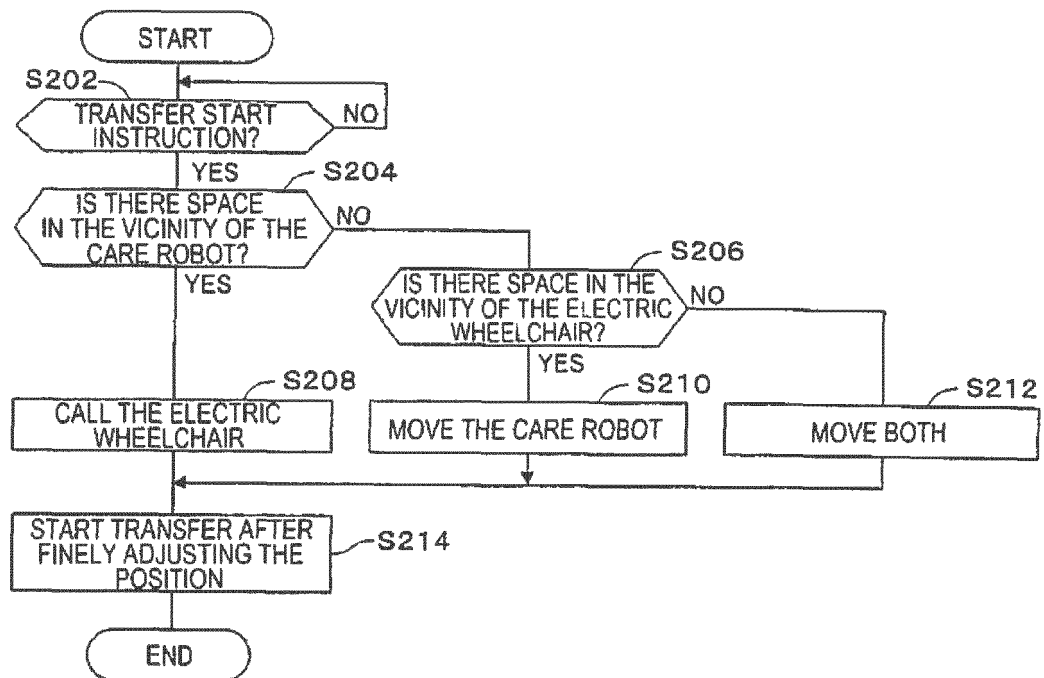 START
S202
TRANSFER START
INSTRUCTION?
NO
YES
S204
IS THERE SPACE
IN THE VICINITY OF THE
CARE ROBOT?
NO
YES
S206
IS THERE SPACE IN THE
VICINITY OF THE ELECTRIC
WHEELCHAIR?
NO
YES
S208
CALL THE ELECTRIC
WHEELCHAIR
S210
MOVE THE CARE ROBOT
S212
MOVE BOTH
START TRANSFER AFTER
FINELY ADJUSTING THE
POSITION
S214
END